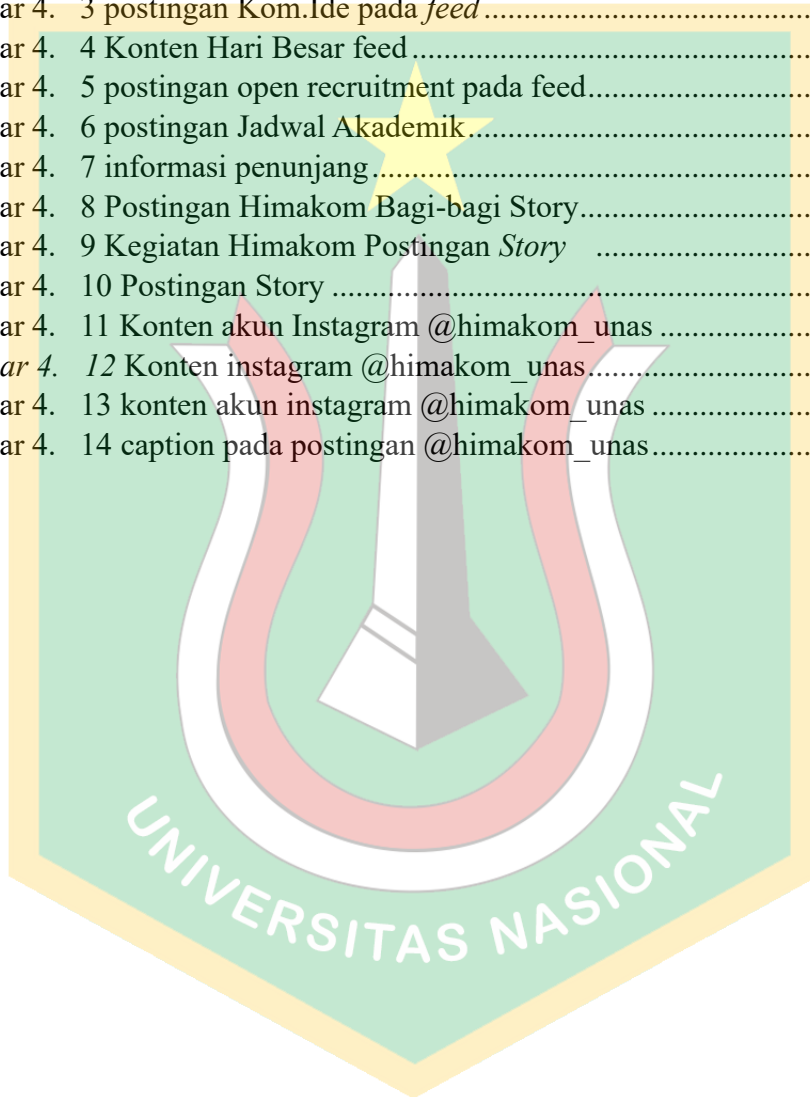 ar 4. 3 postingan Kom.Ide pada feed....................................
ar 4. 4 Konten Hari Besar feed....................................
ar 4. 5 postingan open recruitment pada feed....................................
ar 4. 6 postingan Jadwal Akademik....................................
ar 4. 7 informasi penunjang....................................
ar 4. 8 Postingan Himakom Bagi-bagi Story....................................
ar 4. 9 Kegiatan Himakom Postingan Story ....................................
ar 4. 10 Postingan Story ....................................
ar 4. 11 Konten akun Instagram @himakom_unas ....................
ar 4. 12 Konten instagram @himakom_unas....................
ar 4. 13 konten akun instagram @himakom_unas ....................
ar 4. 14 caption pada postingan @himakom_unas....................
UNIVERSITAS NASIONAL